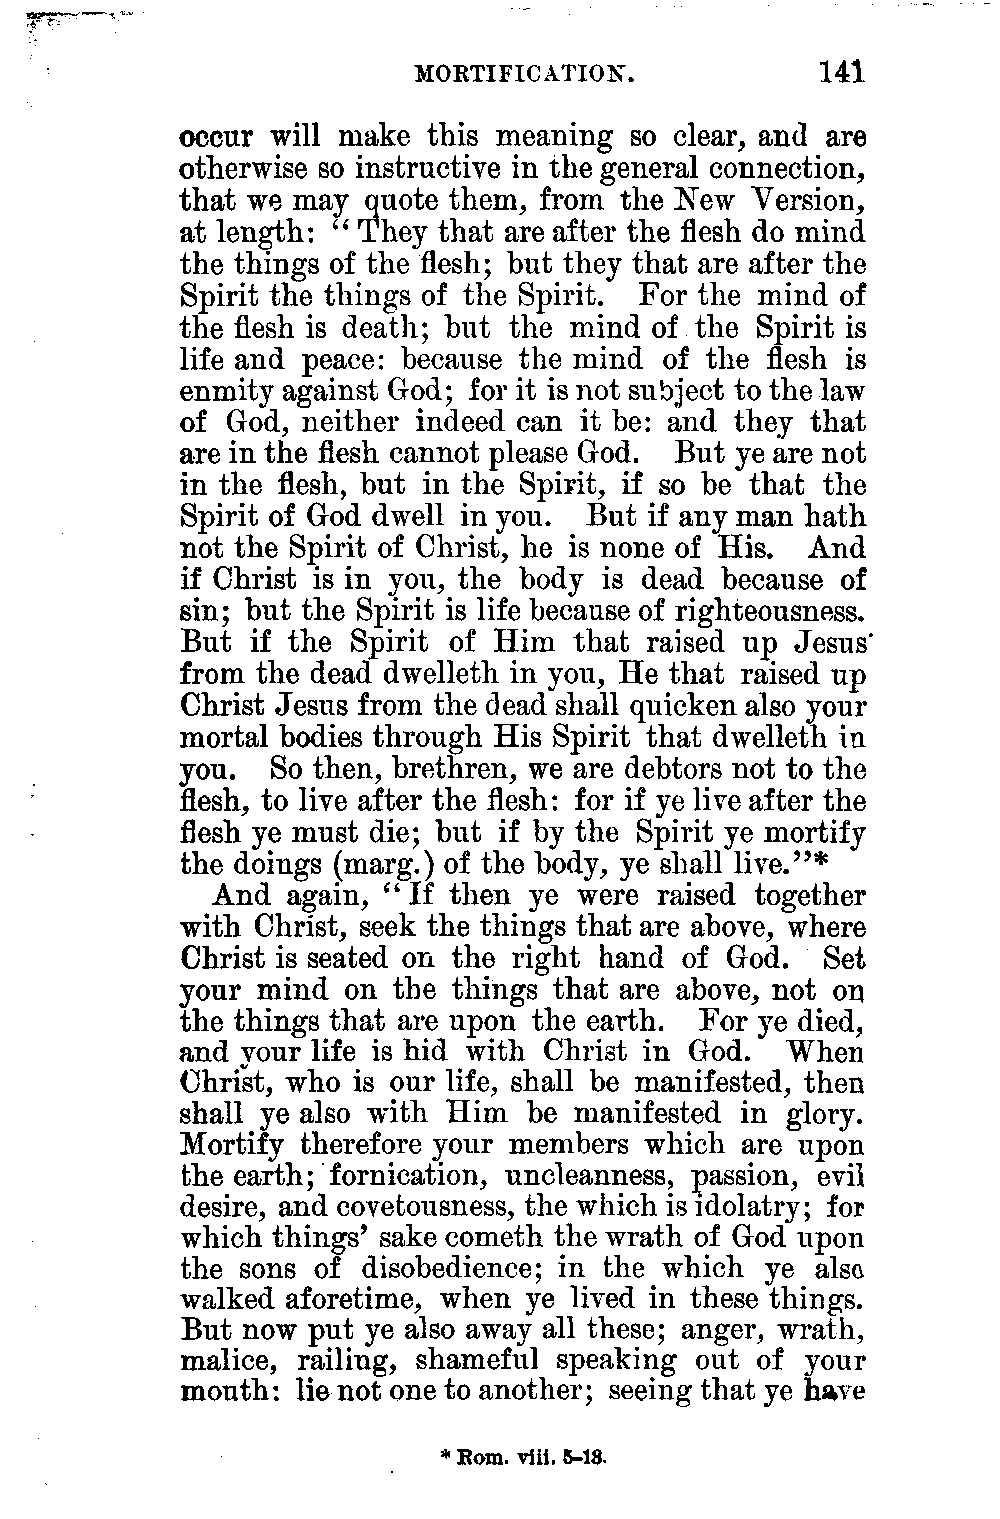 MORTIFICATION. 141
occur will make this meaning so clear, and are
otherwise so instructive in the general connection,
that we may quote them, from the New Version,
at length: “They that are after the flesh do mind
the things of the flesh; but they that are after the
Spirit the things of the Spirit. For the mind of
the flesh is death; but the mind of the Spirit is
life and peace: because the mind of the flesh is
enmity against God; for it is not subject to the law
of God, neither indeed can it be: and they that
are in the flesh cannot please God. But ye are not
in the flesh, but in the Spirit, if so be that the
Spirit of God dwell in you. But if any man hath
not the Spirit of Christ, he is none of His. And
if Christ is in you, the body is dead because of
sin; but the Spirit is life because of righteousness.
But if the Spirit of Him that raised up Jesus
from the dead dwelleth in you, He that raised up
Christ Jesus from the dead shall quicken also your
mortal bodies through His Spirit that dwelleth in
you. So then, brethren, we are debtors not to the
flesh, to live after the flesh: for if ye live after the
flesh ye must die; but if by the Spirit ye mortify
the doings (marg.) of the body, ye shall live.”*
And again, “If then ye were raised together
with Christ, seek the things that are above, where
Christ is seated on the right hand of God. Set
your mind on the things that are above, not on
the things that are upon the earth. For ye died,
and your life is hid with Christ in God. When
Christ, who is our life, shall be manifested, then
shall ye also with Him be manifested in glory.
Mortify therefore your members which are upon
the earth; fornication, uncleanness, passion, evil
desire, and covetousness, the which is idolatry; for
which things’ sake cometh the wrath of God upon
the sons of disobedience; in the which ye also
walked aforetime, when ye lived in these things.
But now put ye also away all these; anger, wrath,
malice, railing, shameful speaking out of your
mouth: lie not one to another; seeing that ye have
* Rom. viii. 5–13.